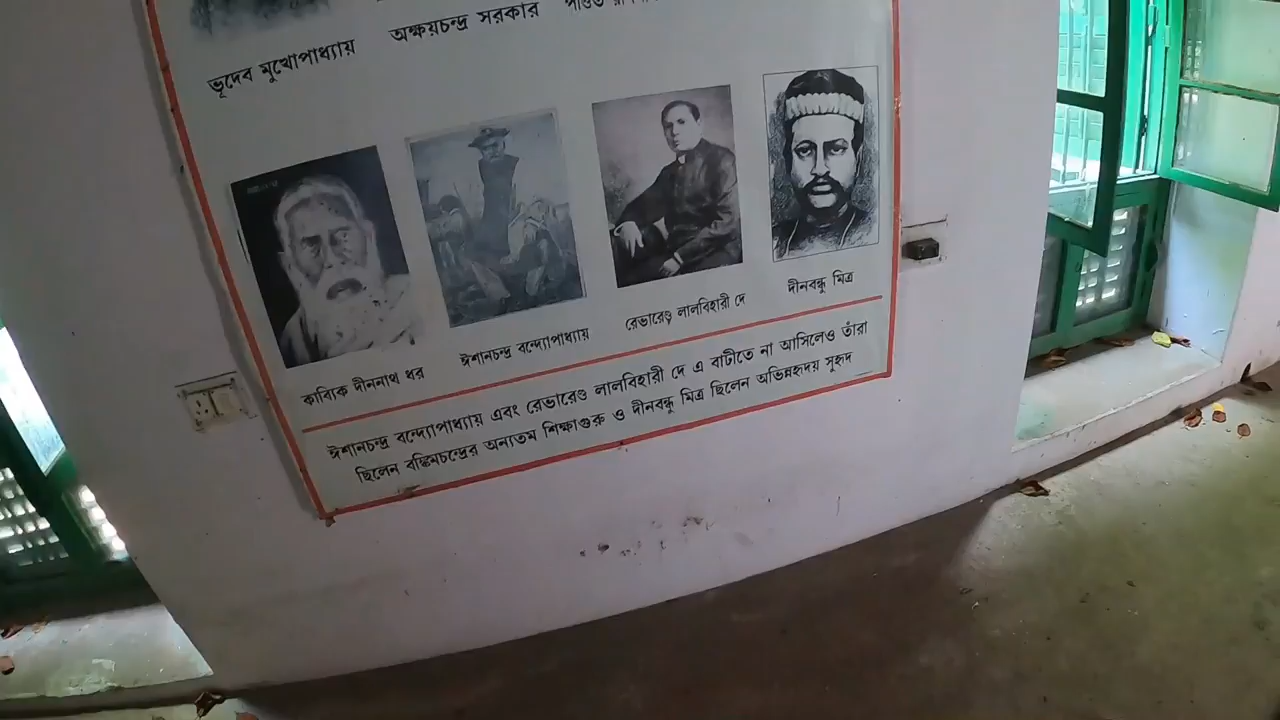 ভূদেব মুখোপাধ্যায়
অক্ষয়চন্দ্র সরকার
কাব্যিক দীননাথ ধর
ঈশানচন্দ্র বন্দ্যোপাধ্যায়
রেভারেণ্ড লালবিহারী দে
দীনবন্ধু মিত্র
ঈশানচন্দ্র বন্দ্যোপাধ্যায় এবং রেভারেণ্ড লালবিহারী দে এ বাটীতে না আসিলেও তাঁরা
ছিলেন বঙ্কিমচন্দ্রের অন্যতম শিক্ষাগুরু ও দীনবন্ধু মিত্র ছিলেন অভিন্নহৃদয় সুহৃদ